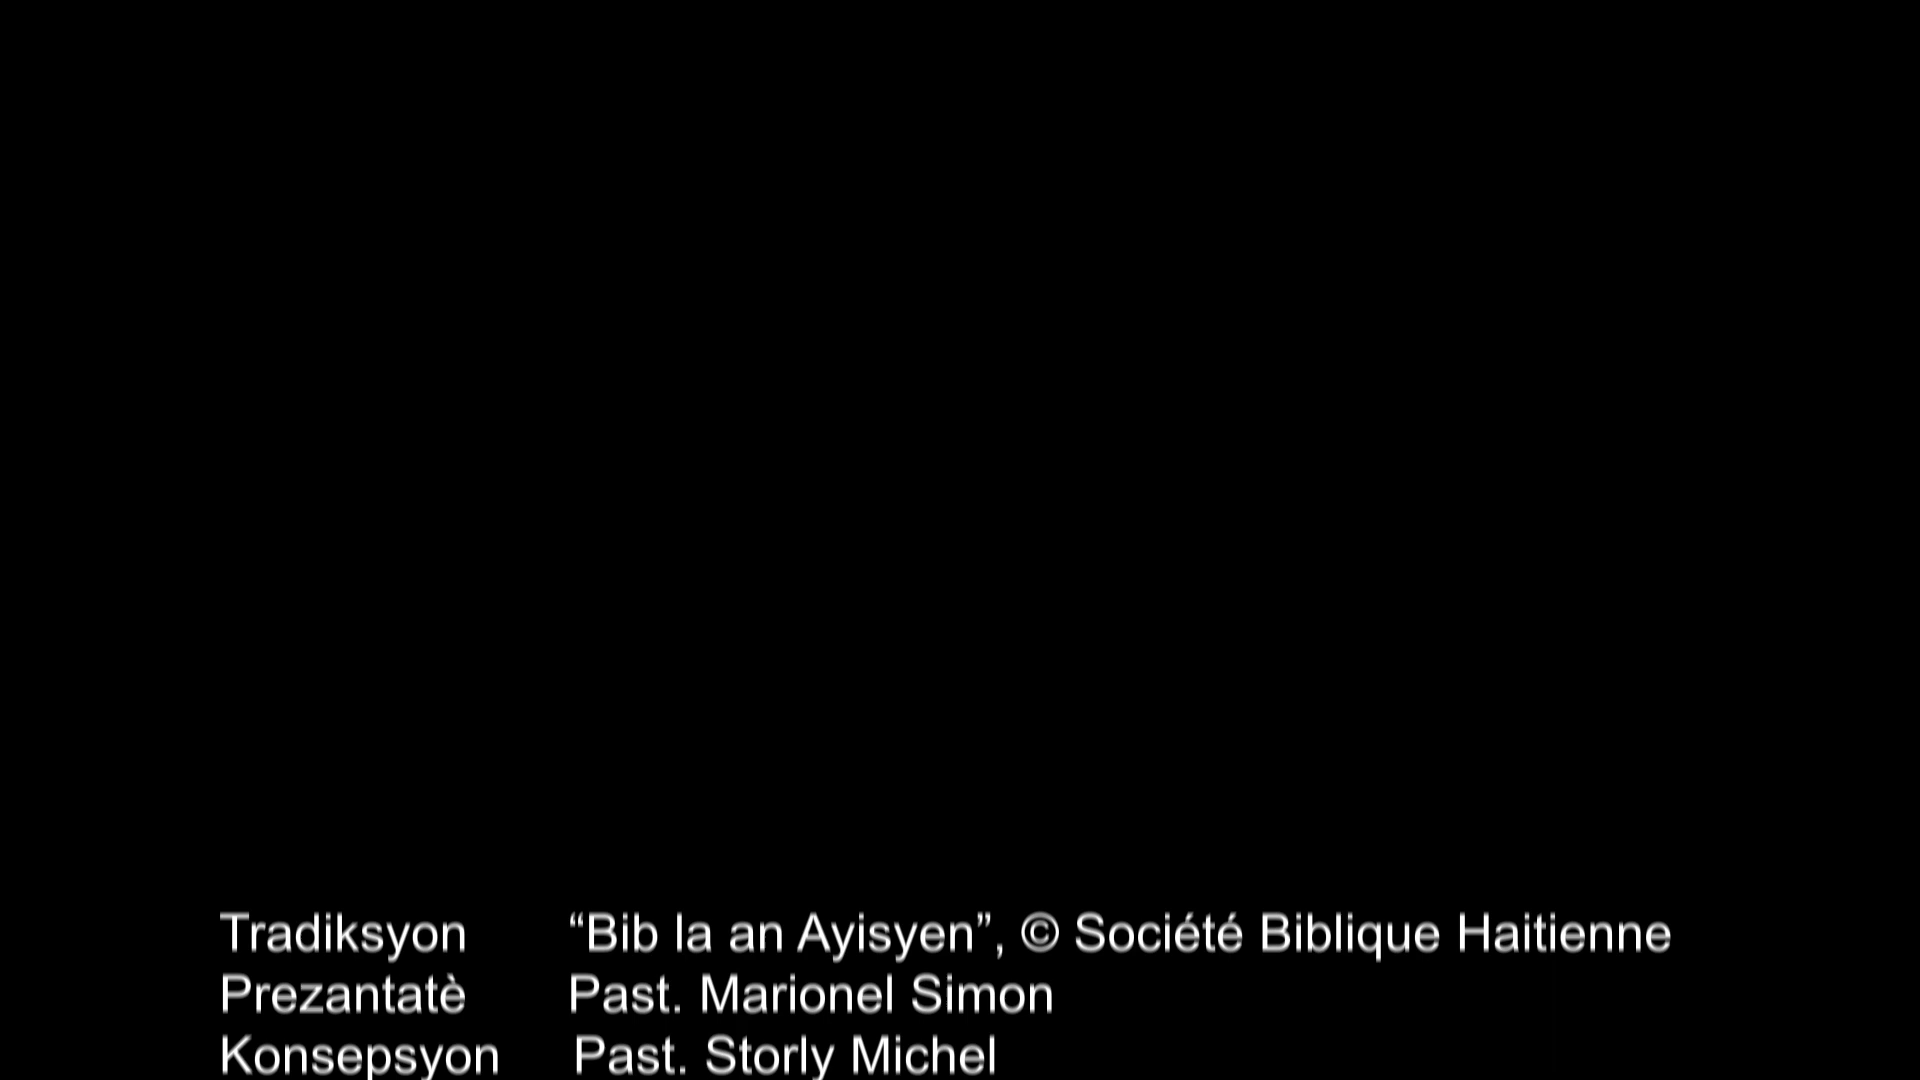 Tradiksyon “Bib la an Ayisyen”, © Société Biblique Haitienne
Prezantatè Past. Marionel Simon
Konsepsyon Past. Storly Michel